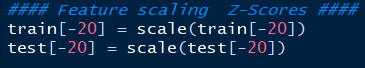 #### Feature scaling  Z-Scores ####
train[-20] = scale(train[-20])
test[-20] = scale(test[-20])